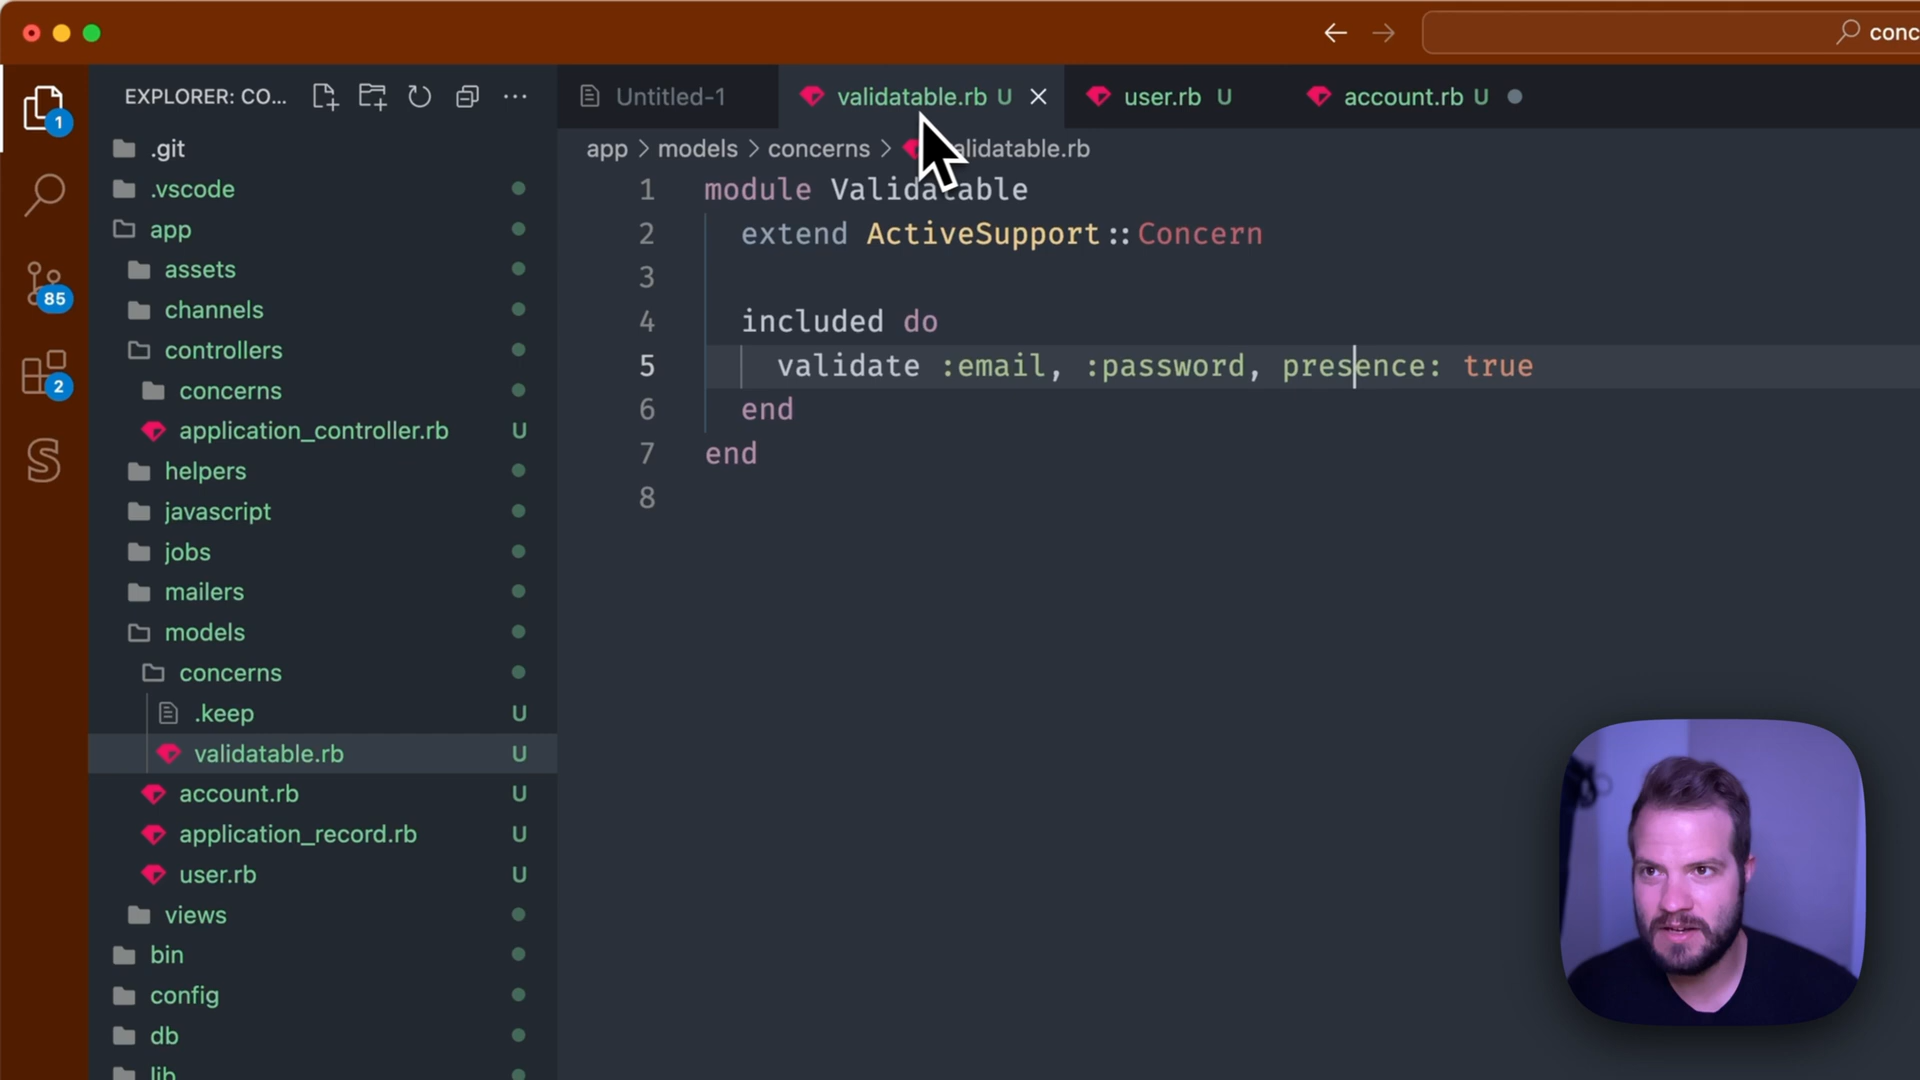 conc
EXPLORER: CO...
Untitled-1
validatable.rb U
user.rb U
account.rb U
app > models > concerns > alidatable.rb
1
85
2
S
.git
.vscode
app
assets
channels
controllers
concerns
application_controller.rb U
helpers
javascript
jobs
mailers
models
concerns
.keep U
validatable.rb U
account.rb U
application_record.rb U
user.rb U
views
bin
config
db
lib
1 module Validatable
2 extend ActiveSupport::Concern
3
4 included do
5 validate :email, :password, presence: true
6 end
7 end
8